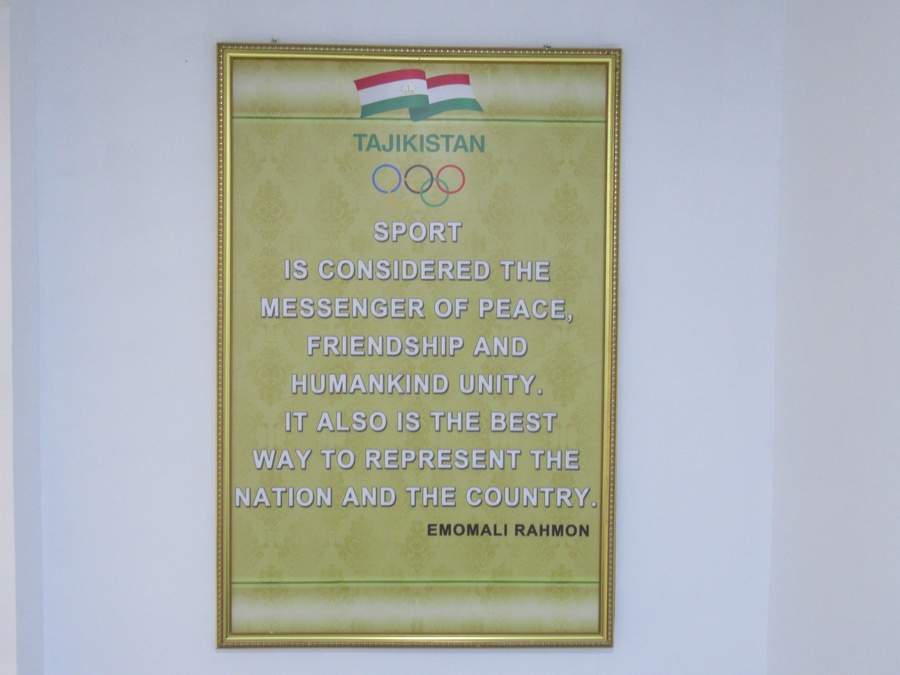 TAJIKISTAN
SPORT
IS CONSIDERED THE
MESSENGER OF PEACE,
FRIENDSHIP AND
HUMANKIND UNITY.
IT ALSO IS THE BEST
WAY TO REPRESENT THE
NATION AND THE COUNTRY.
EMOMALI RAHMON